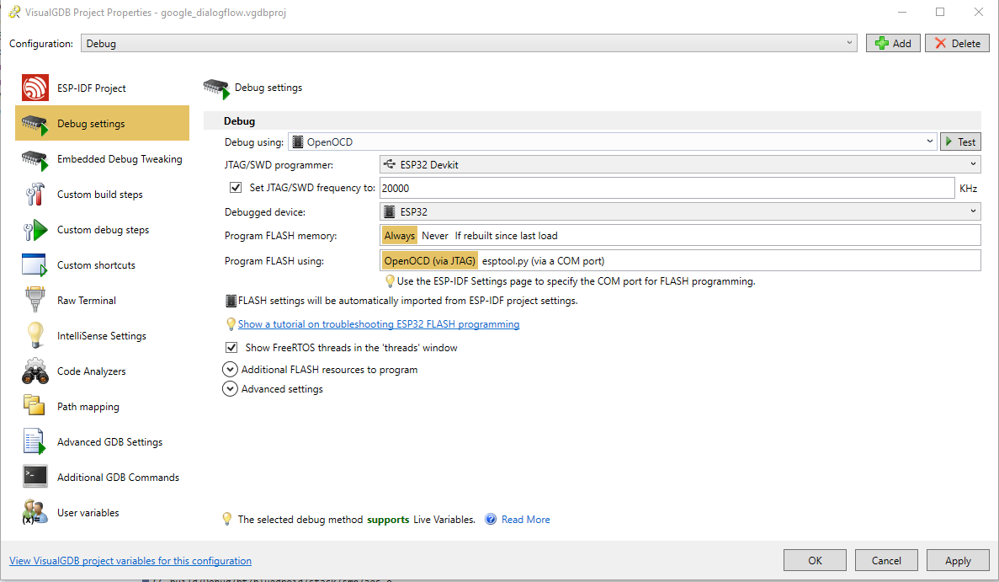 VisualGDB Project Properties - google_dialogflow.vgdbproj
Configuration: Debug Add Delete
ESP-IDF Project
Debug settings
Embedded Debug Tweaking
Custom build steps
Custom debug steps
Custom shortcuts
Raw Terminal
IntelliSense Settings
Code Analyzers
Path mapping
Advanced GDB Settings
Additional GDB Commands
User variables
Debug settings
Debug
Debug using: OpenOCD Test
JTAG/SWD programmer: ESP32 Devkit
Set JTAG/SWD frequency to: 20000 KHz
Debugged device: ESP32
Program FLASH memory: Always Never If rebuilt since last load
Program FLASH using: OpenOCD (via JTAG) esptool.py (via a COM port)
Use the ESP-IDF Settings page to specify the COM port for FLASH programming.
FLASH settings will be automatically imported from ESP-IDF project settings.
Show a tutorial on troubleshooting ESP32 FLASH programming
Show FreeRTOS threads in the 'threads' window
Additional FLASH resources to program
Advanced settings
The selected debug method supports Live Variables. Read More
View VisualGDB project variables for this configuration
OK Cancel Apply